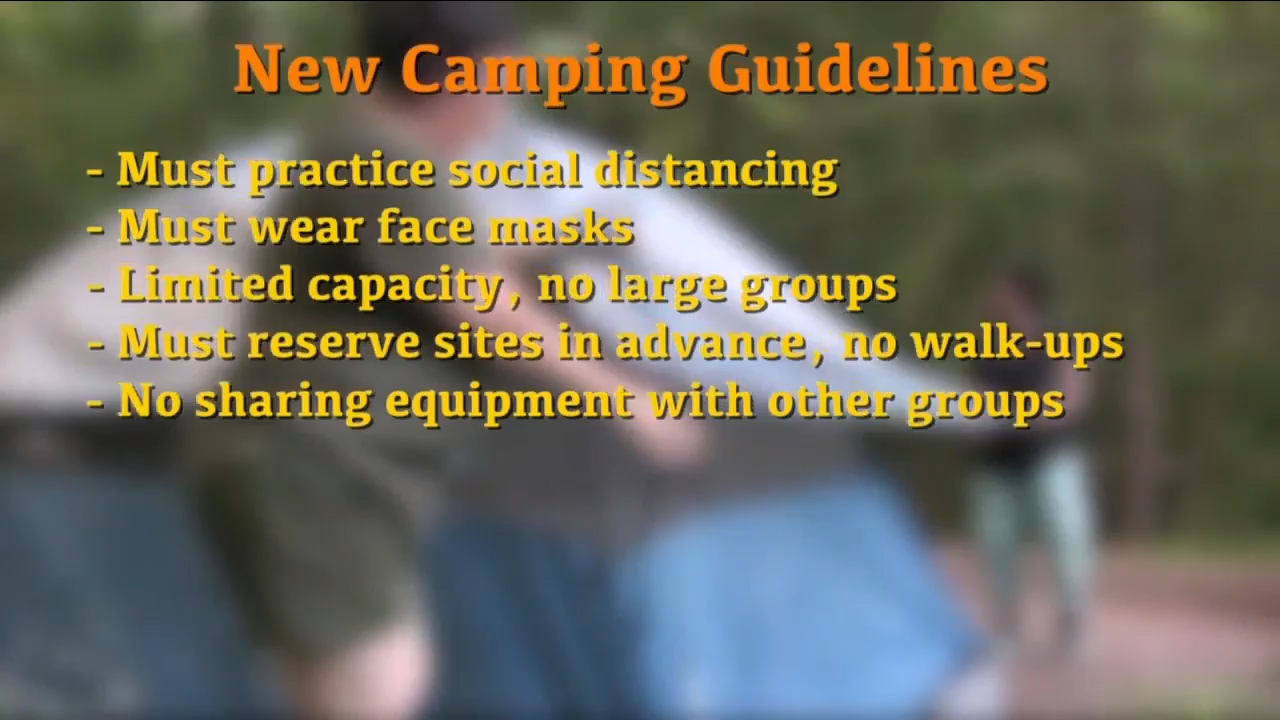 New Camping Guidelines
- Must practice social distancing
- Must wear face masks
- Limited capacity, no large groups
- Must reserve sites in advance, no walk-ups
- No sharing equipment with other groups